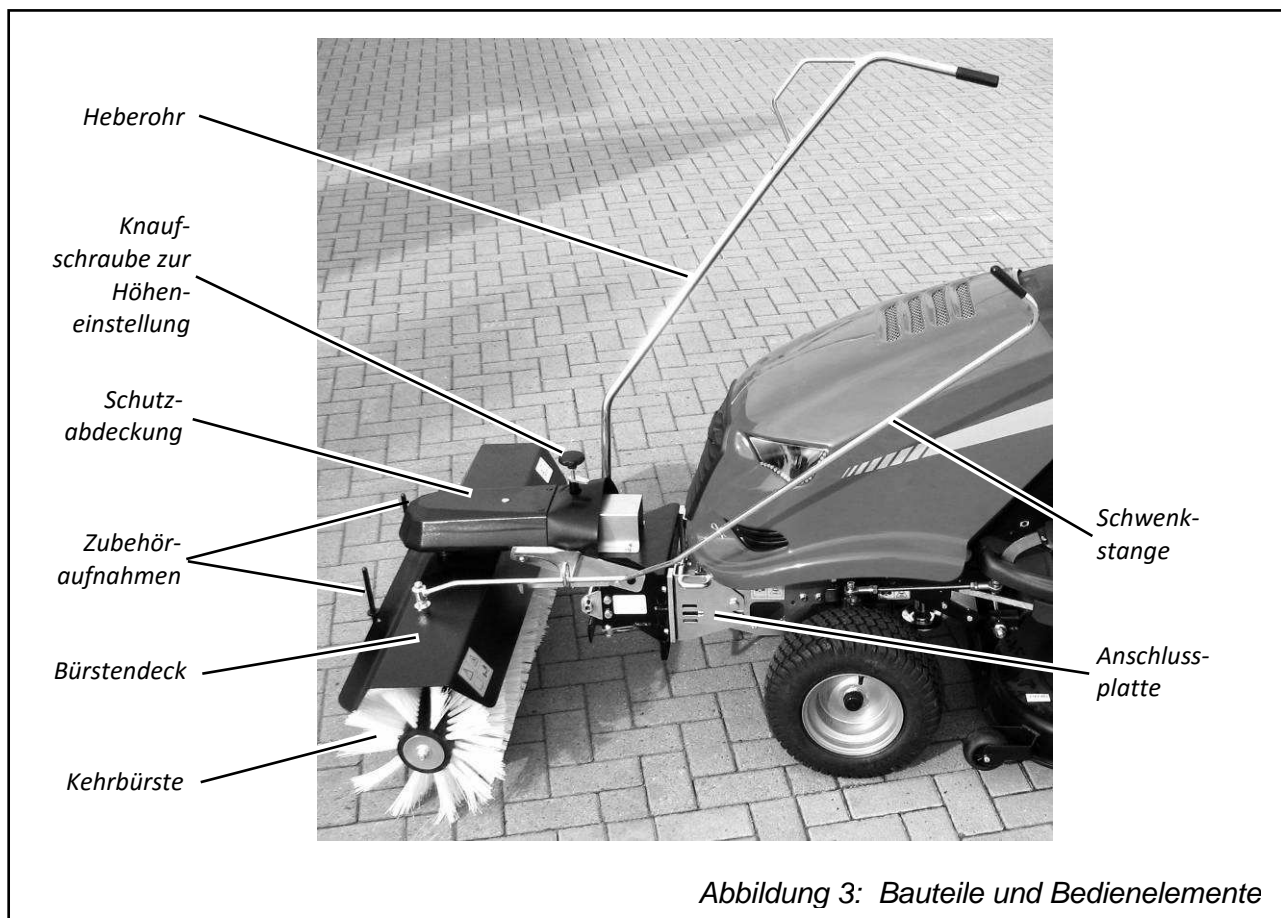 Heberohr
Knauf-
schraube zur
Höhen-
einstellung
Schutz-
abdeckung
Zubehör-
aufnahmen
Bürstendeck
Kehrbürste
Schwenk-
stange
Anschluss-
platte
Abbildung 3: Bauteile und Bedienelemente